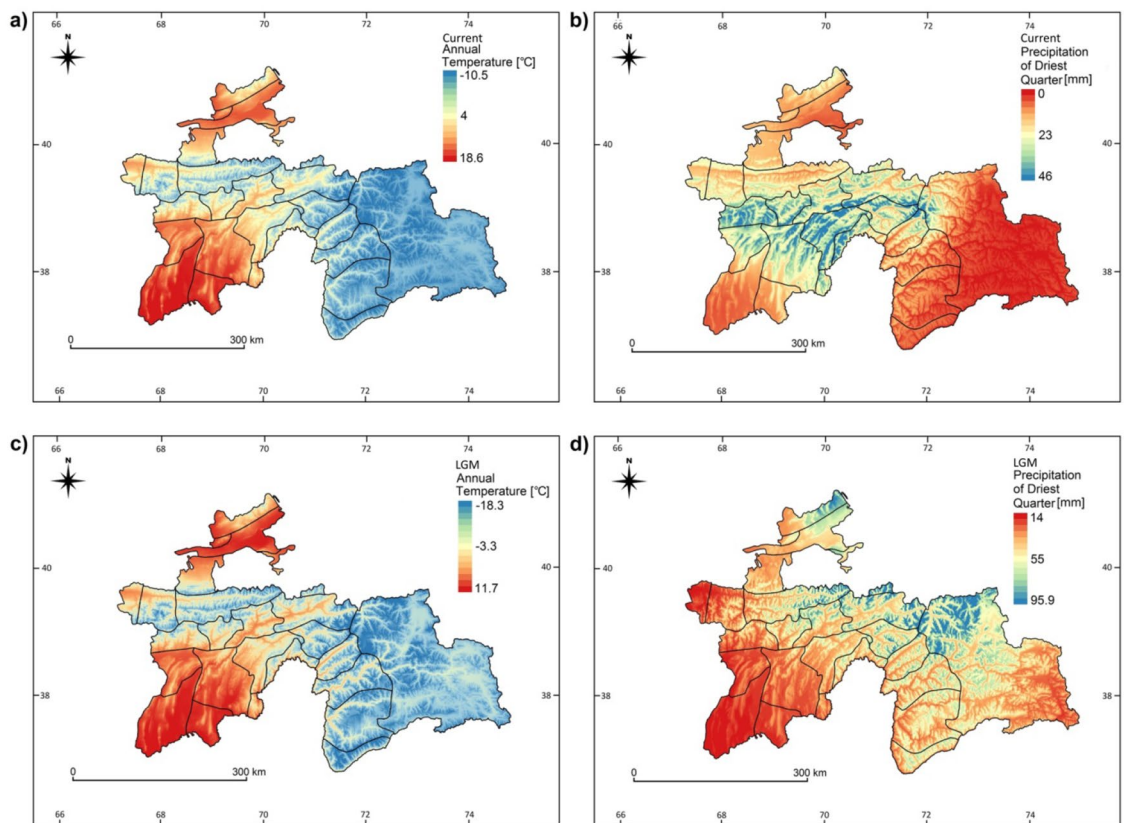 a)
66 68 70 72 74
N
Current
Annual
Temperature [°C]
-10.5
4
18.6
40
40
38
38
0 300 km
66 68 70 72 74
b)
66 68 70 72 74
N
Current
Precipitation
of Driest
Quarter [mm]
0
23
46
40
40
38
38
0 300 km
66 68 70 72 74
c)
66 68 70 72 74
N
LGM
Annual
Temperature [°C]
-18.3
-3.3
11.7
40
40
38
38
0 300 km
66 68 70 72 74
d)
66 68 70 72 74
N
LGM
Precipitation
of Driest
Quarter [mm]
14
55
95.9
40
40
38
38
0 300 km
66 68 70 72 74